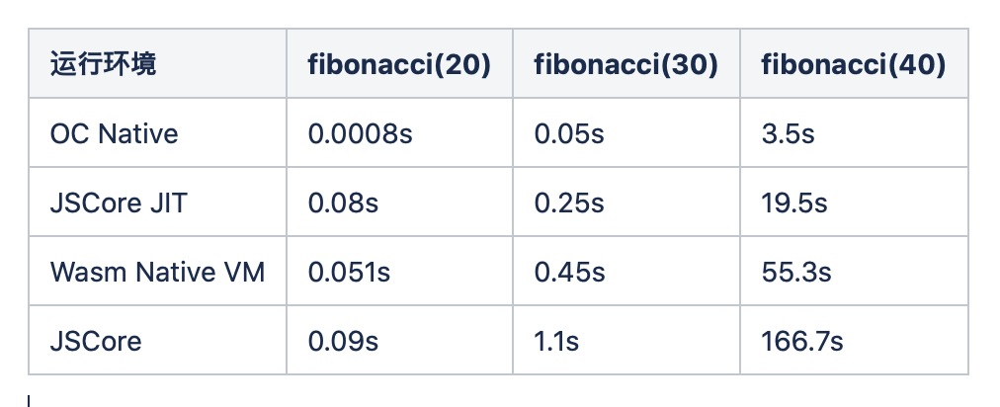 运行环境 fibonacci(20) fibonacci(30) fibonacci(40)
OC Native 0.0008s 0.05s 3.5s
JSCore JIT 0.08s 0.25s 19.5s
Wasm Native VM 0.051s 0.45s 55.3s
JSCore 0.09s 1.1s 166.7s